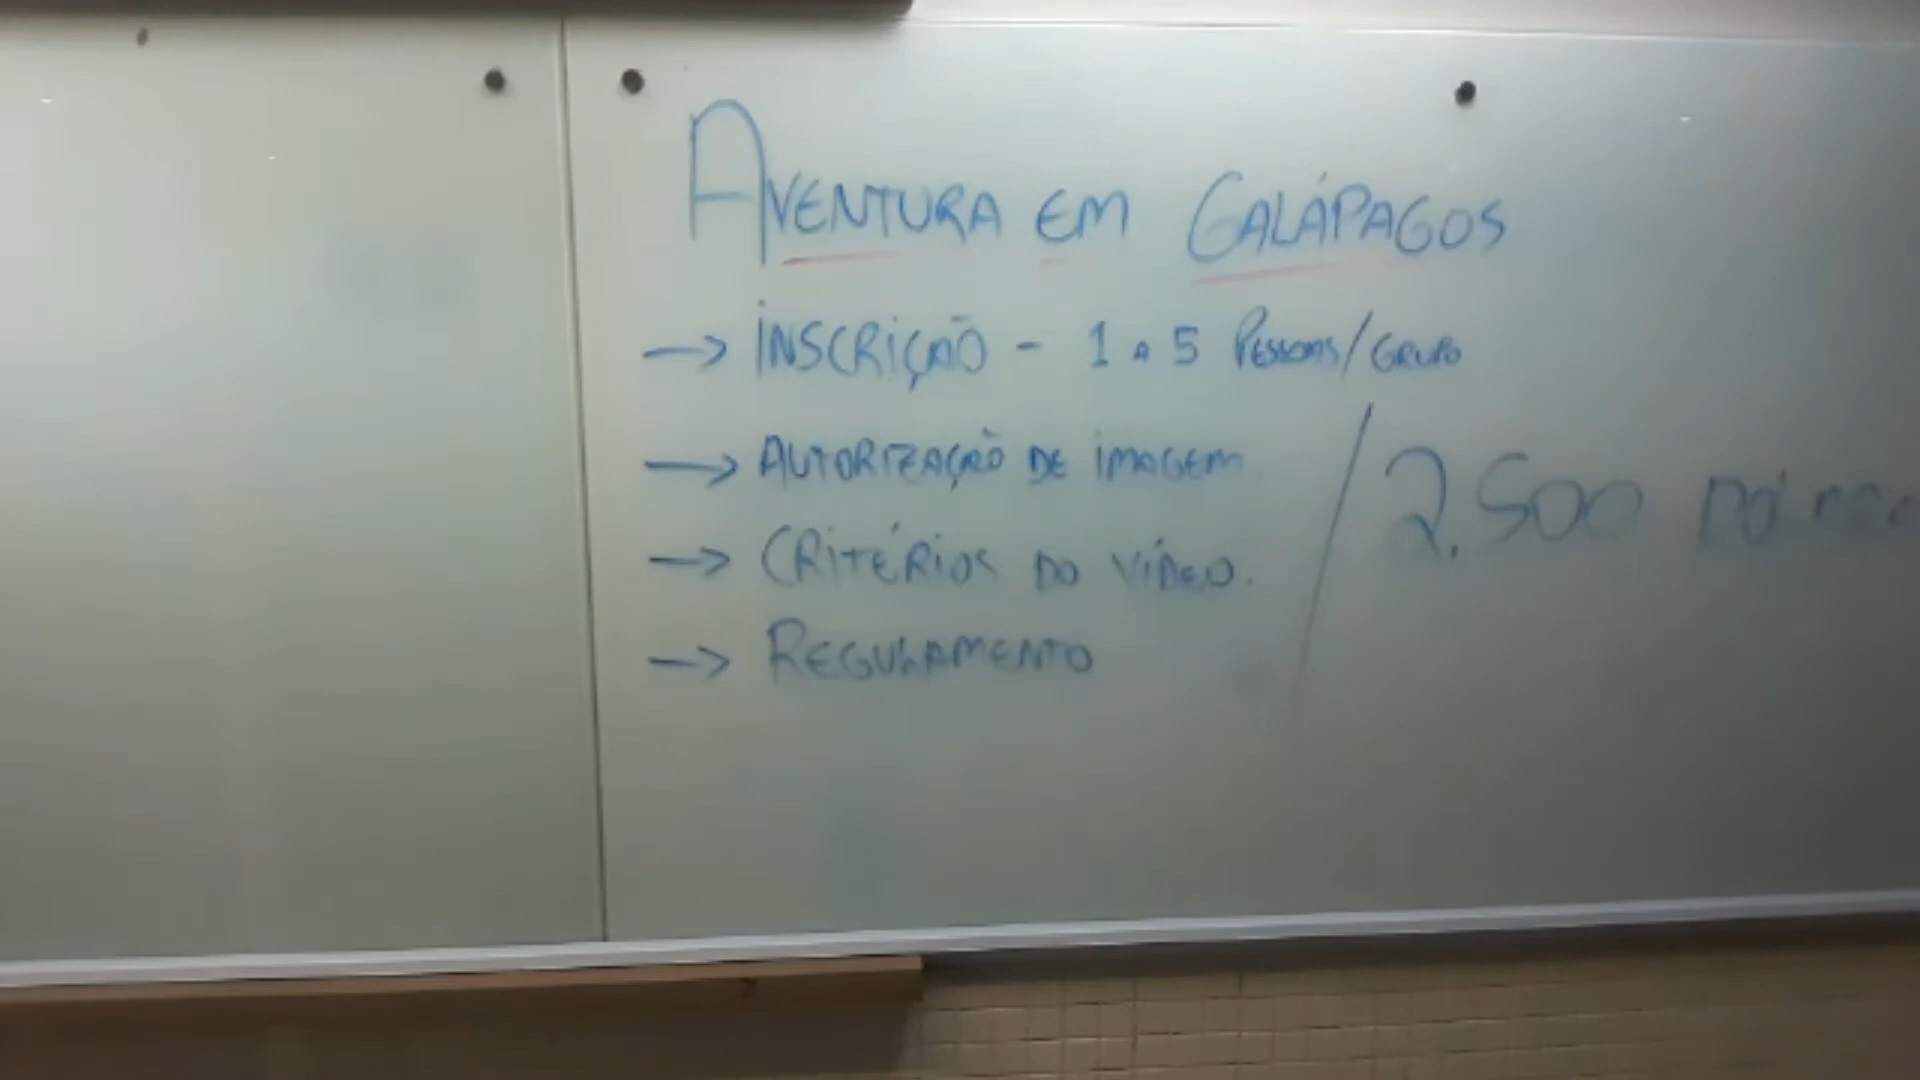 AVENTURA EM GALÁPAGOS
→ INSCRIÇÃO - 1 A 5 PESSOAS/GRUPO
→ AUTORIZAÇÃO DE IMAGEM
→ CRITÉRIOS DO VÍDEO.
→ REGULAMENTO
2.500